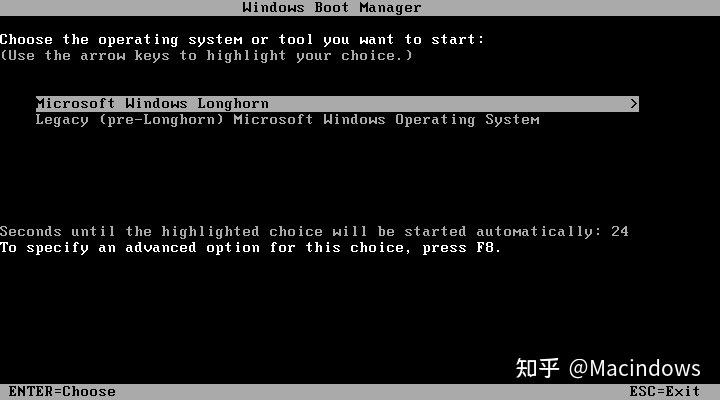 Windows Boot Manager
Choose the operating system or tool you want to start:
(Use the arrow keys to highlight your choice.)
Microsoft Windows Longhorn >
Legacy (pre-Longhorn) Microsoft Windows Operating System
Seconds until the highlighted choice will be started automatically: 24
To specify an advanced option for this choice, press F8.
知乎 @Macindows
ENTER=Choose ESC=Exit